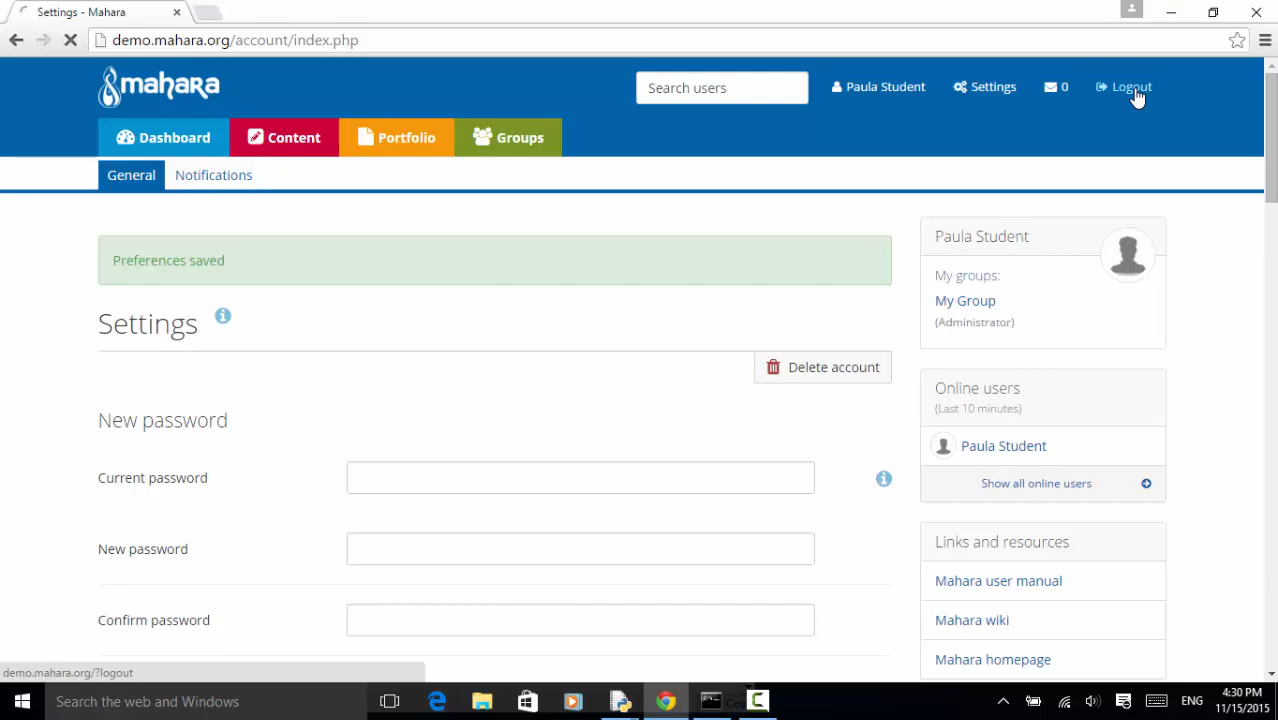 Settings - Mahara
demo.mahara.org/account/index.php
mahara
Search users
Paula Student
Settings
0
Logout
Dashboard
Content
Portfolio
Groups
General
Notifications
Preferences saved
Settings
Delete account
New password
Current password
New password
Confirm password
Paula Student
My groups:
My Group
(Administrator)
Online users
(Last 10 minutes)
Paula Student
Show all online users
Links and resources
Mahara user manual
Mahara wiki
Mahara homepage
demo.mahara.org/?logout
Search the web and Windows
ENG
4:30 PM
11/15/2015